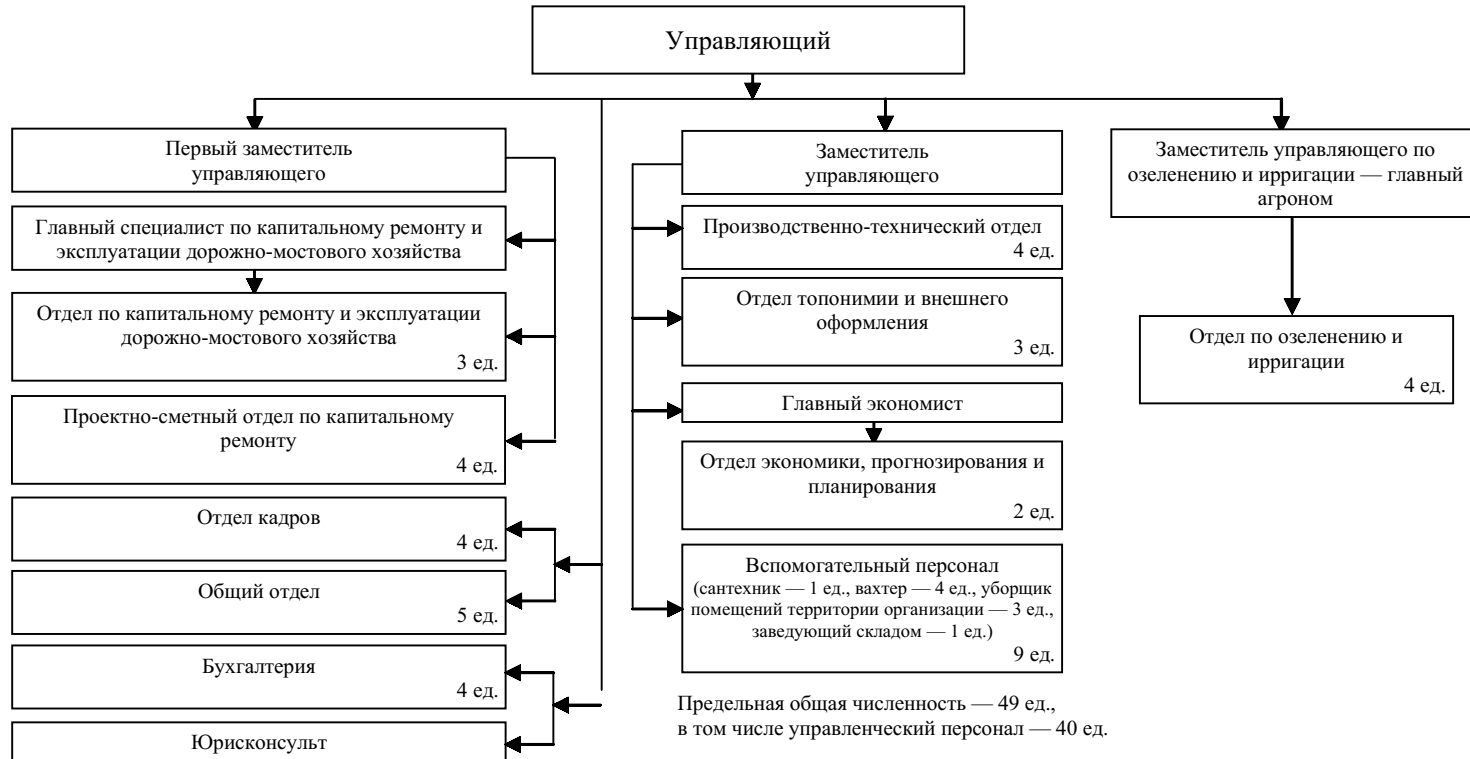 Управляющий
Первый заместитель
управляющего
Главный специалист по капитальному ремонту и
эксплуатации дорожно-мостового хозяйства
Отдел по капитальному ремонту и эксплуатации
дорожно-мостового хозяйства
3 ед.
Проектно-сметный отдел по капитальному
ремонту
4 ед.
Отдел кадров
4 ед.
Общий отдел
5 ед.
Бухгалтерия
4 ед.
Юрисконсульт
Заместитель
управляющего
Производственно-технический отдел
4 ед.
Отдел топонимии и внешнего
оформления
3 ед.
Главный экономист
Отдел экономики, прогнозирования и
планирования
2 ед.
Вспомогательный персонал
(сантехник — 1 ед., вахтер — 4 ед., уборщик
помещений территории организации — 3 ед.,
заведующий складом — 1 ед.)
9 ед.
Предельная общая численность — 49 ед.,
в том числе управленческий персонал — 40 ед.
Заместитель управляющего по
озеленению и ирригации — главный
агроном
Отдел по озеленению и
ирригации
4 ед.